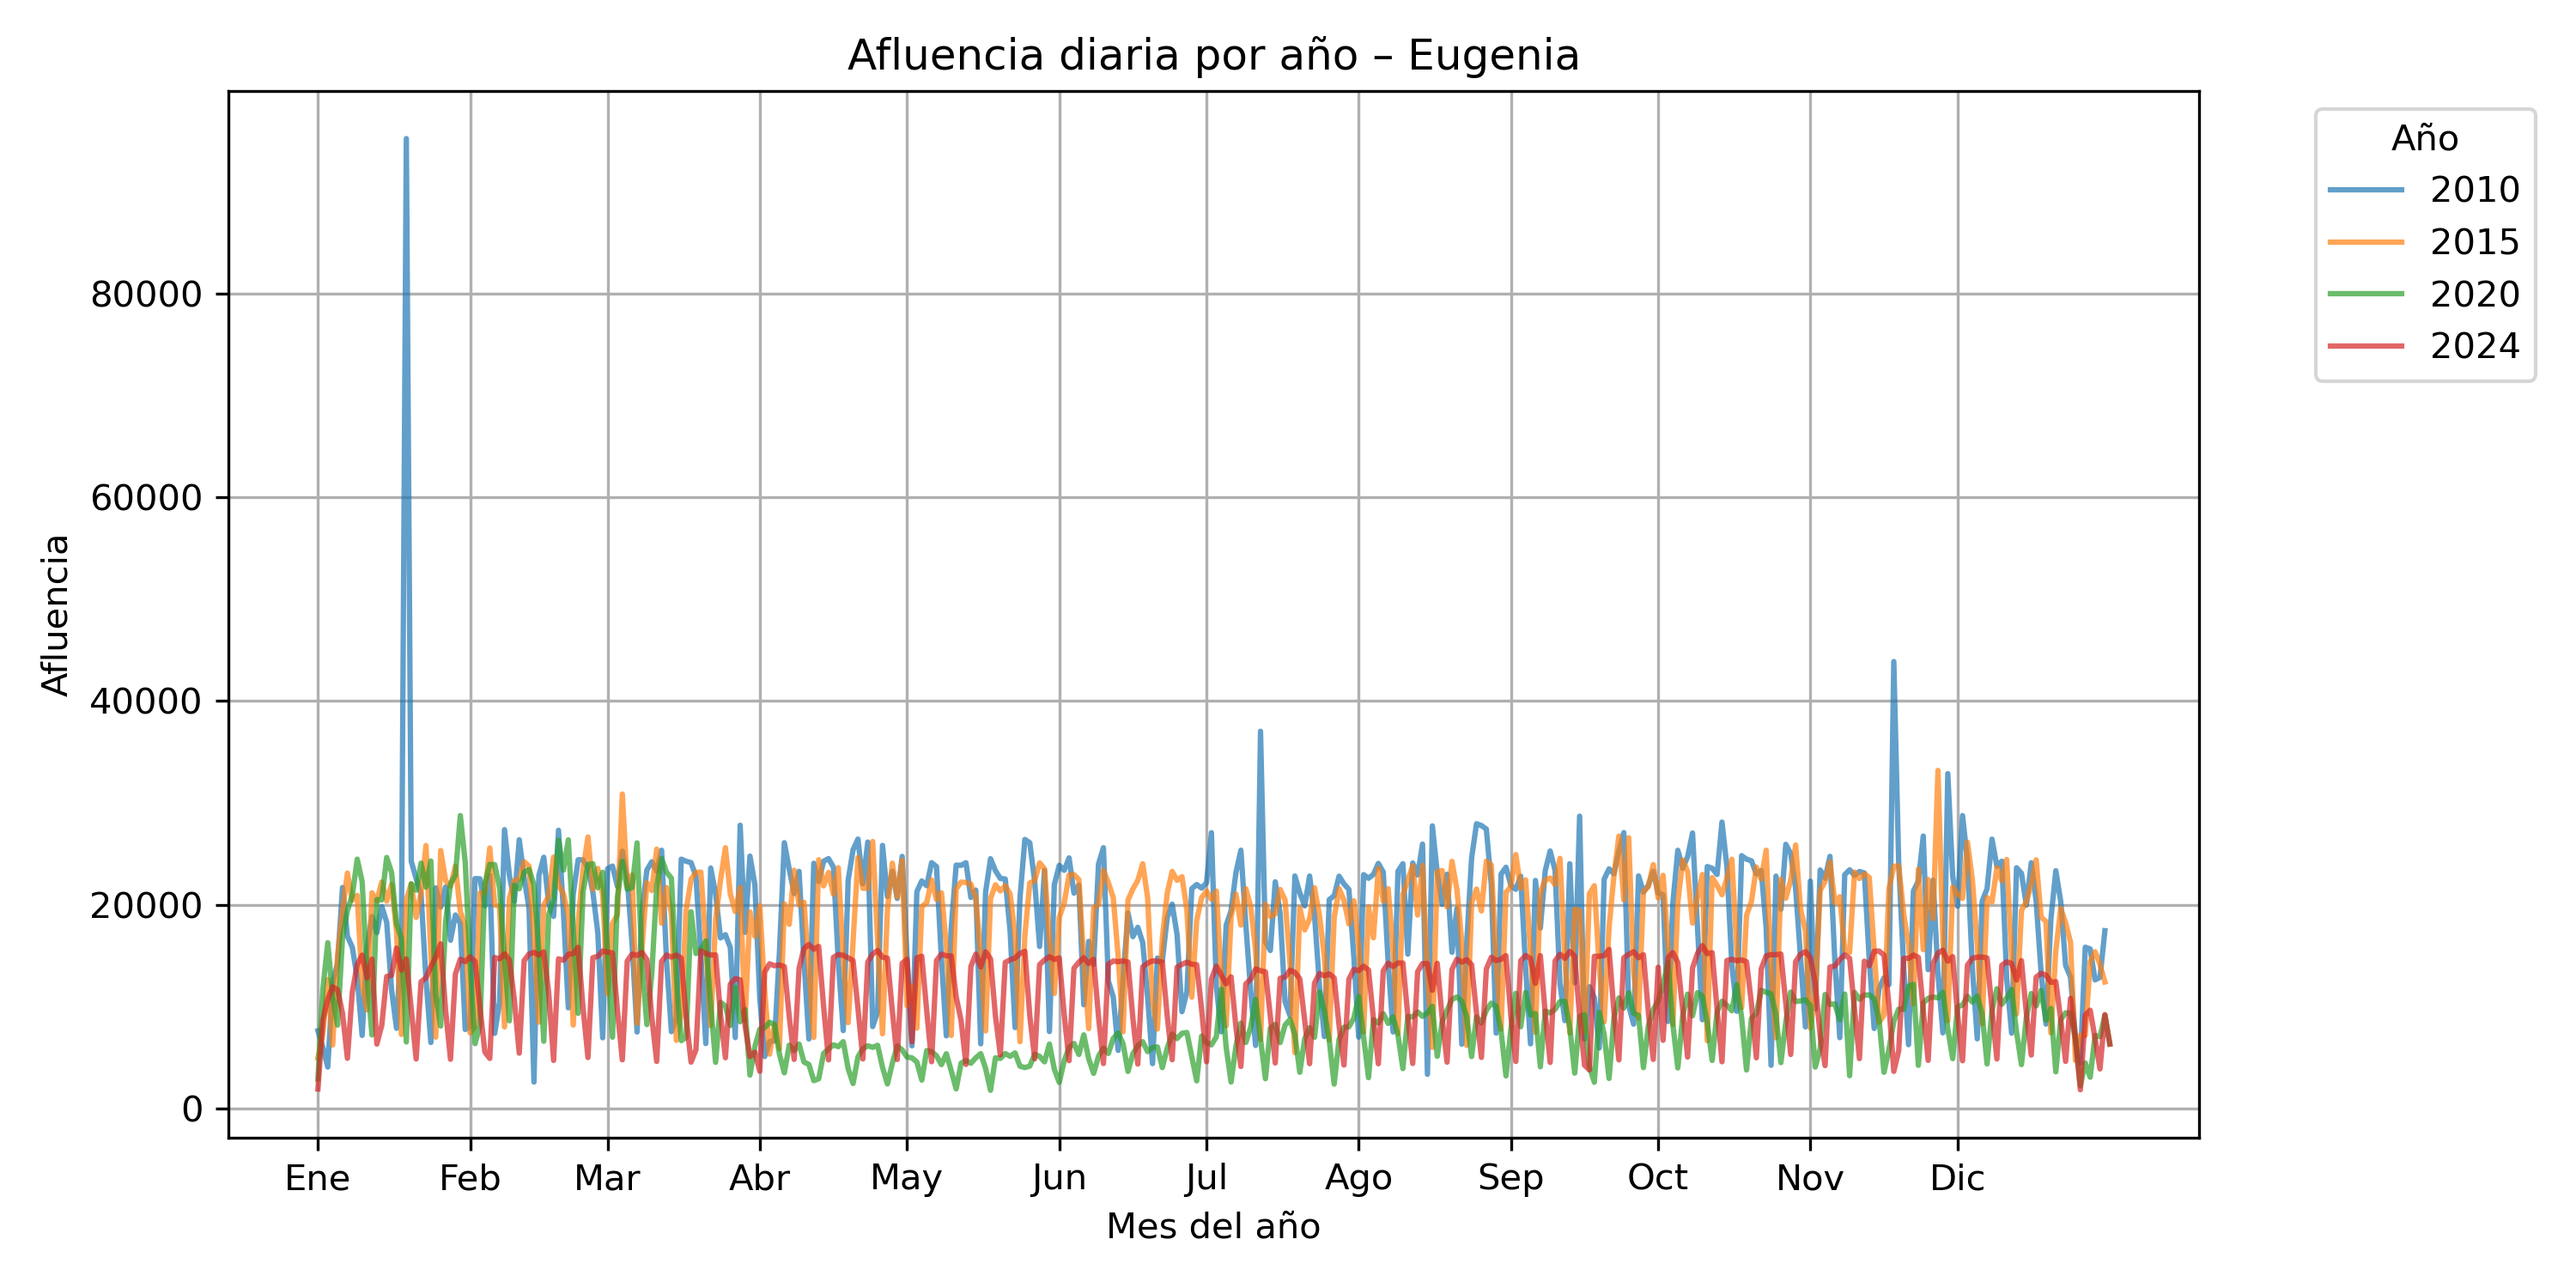 Afluencia diaria por año – Eugenia
Año
2010
2015
2020
2024
Afluencia
80000
60000
40000
20000
0
Ene Feb Mar Abr May Jun Jul Ago Sep Oct Nov Dic
Mes del año